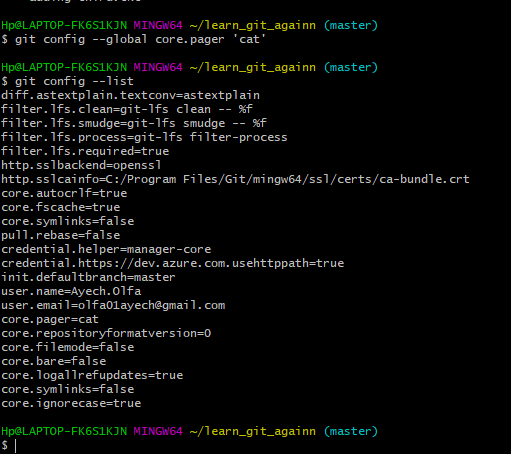 Hp@LAPTOP-FK6S1KJN MINGW64 ~/learn_git_againn (master)
$ git config --global core.pager 'cat'
Hp@LAPTOP-FK6S1KJN MINGW64 ~/learn_git_againn (master)
$ git config --list
diff.astextplain.textconv=astextplain
filter.lfs.clean=git-lfs clean -- %f
filter.lfs.smudge=git-lfs smudge -- %f
filter.lfs.process=git-lfs filter-process
filter.lfs.required=true
http.sslbackend=openssl
http.sslcainfo=C:/Program Files/Git/mingw64/ssl/certs/ca-bundle.crt
core.autocrlf=true
core.fscache=true
core.symlinks=false
pull.rebase=false
credential.helper=manager-core
credential.https://dev.azure.com.usehttppath=true
init.defaultbranch=master
user.name=Ayech.Olfa
user.email=olfa01ayech@gmail.com
core.pager=cat
core.repositoryformatversion=0
core.filemode=false
core.bare=false
core.logallrefupdates=true
core.symlinks=false
core.ignorecase=true
Hp@LAPTOP-FK6S1KJN MINGW64 ~/learn_git_againn (master)
$